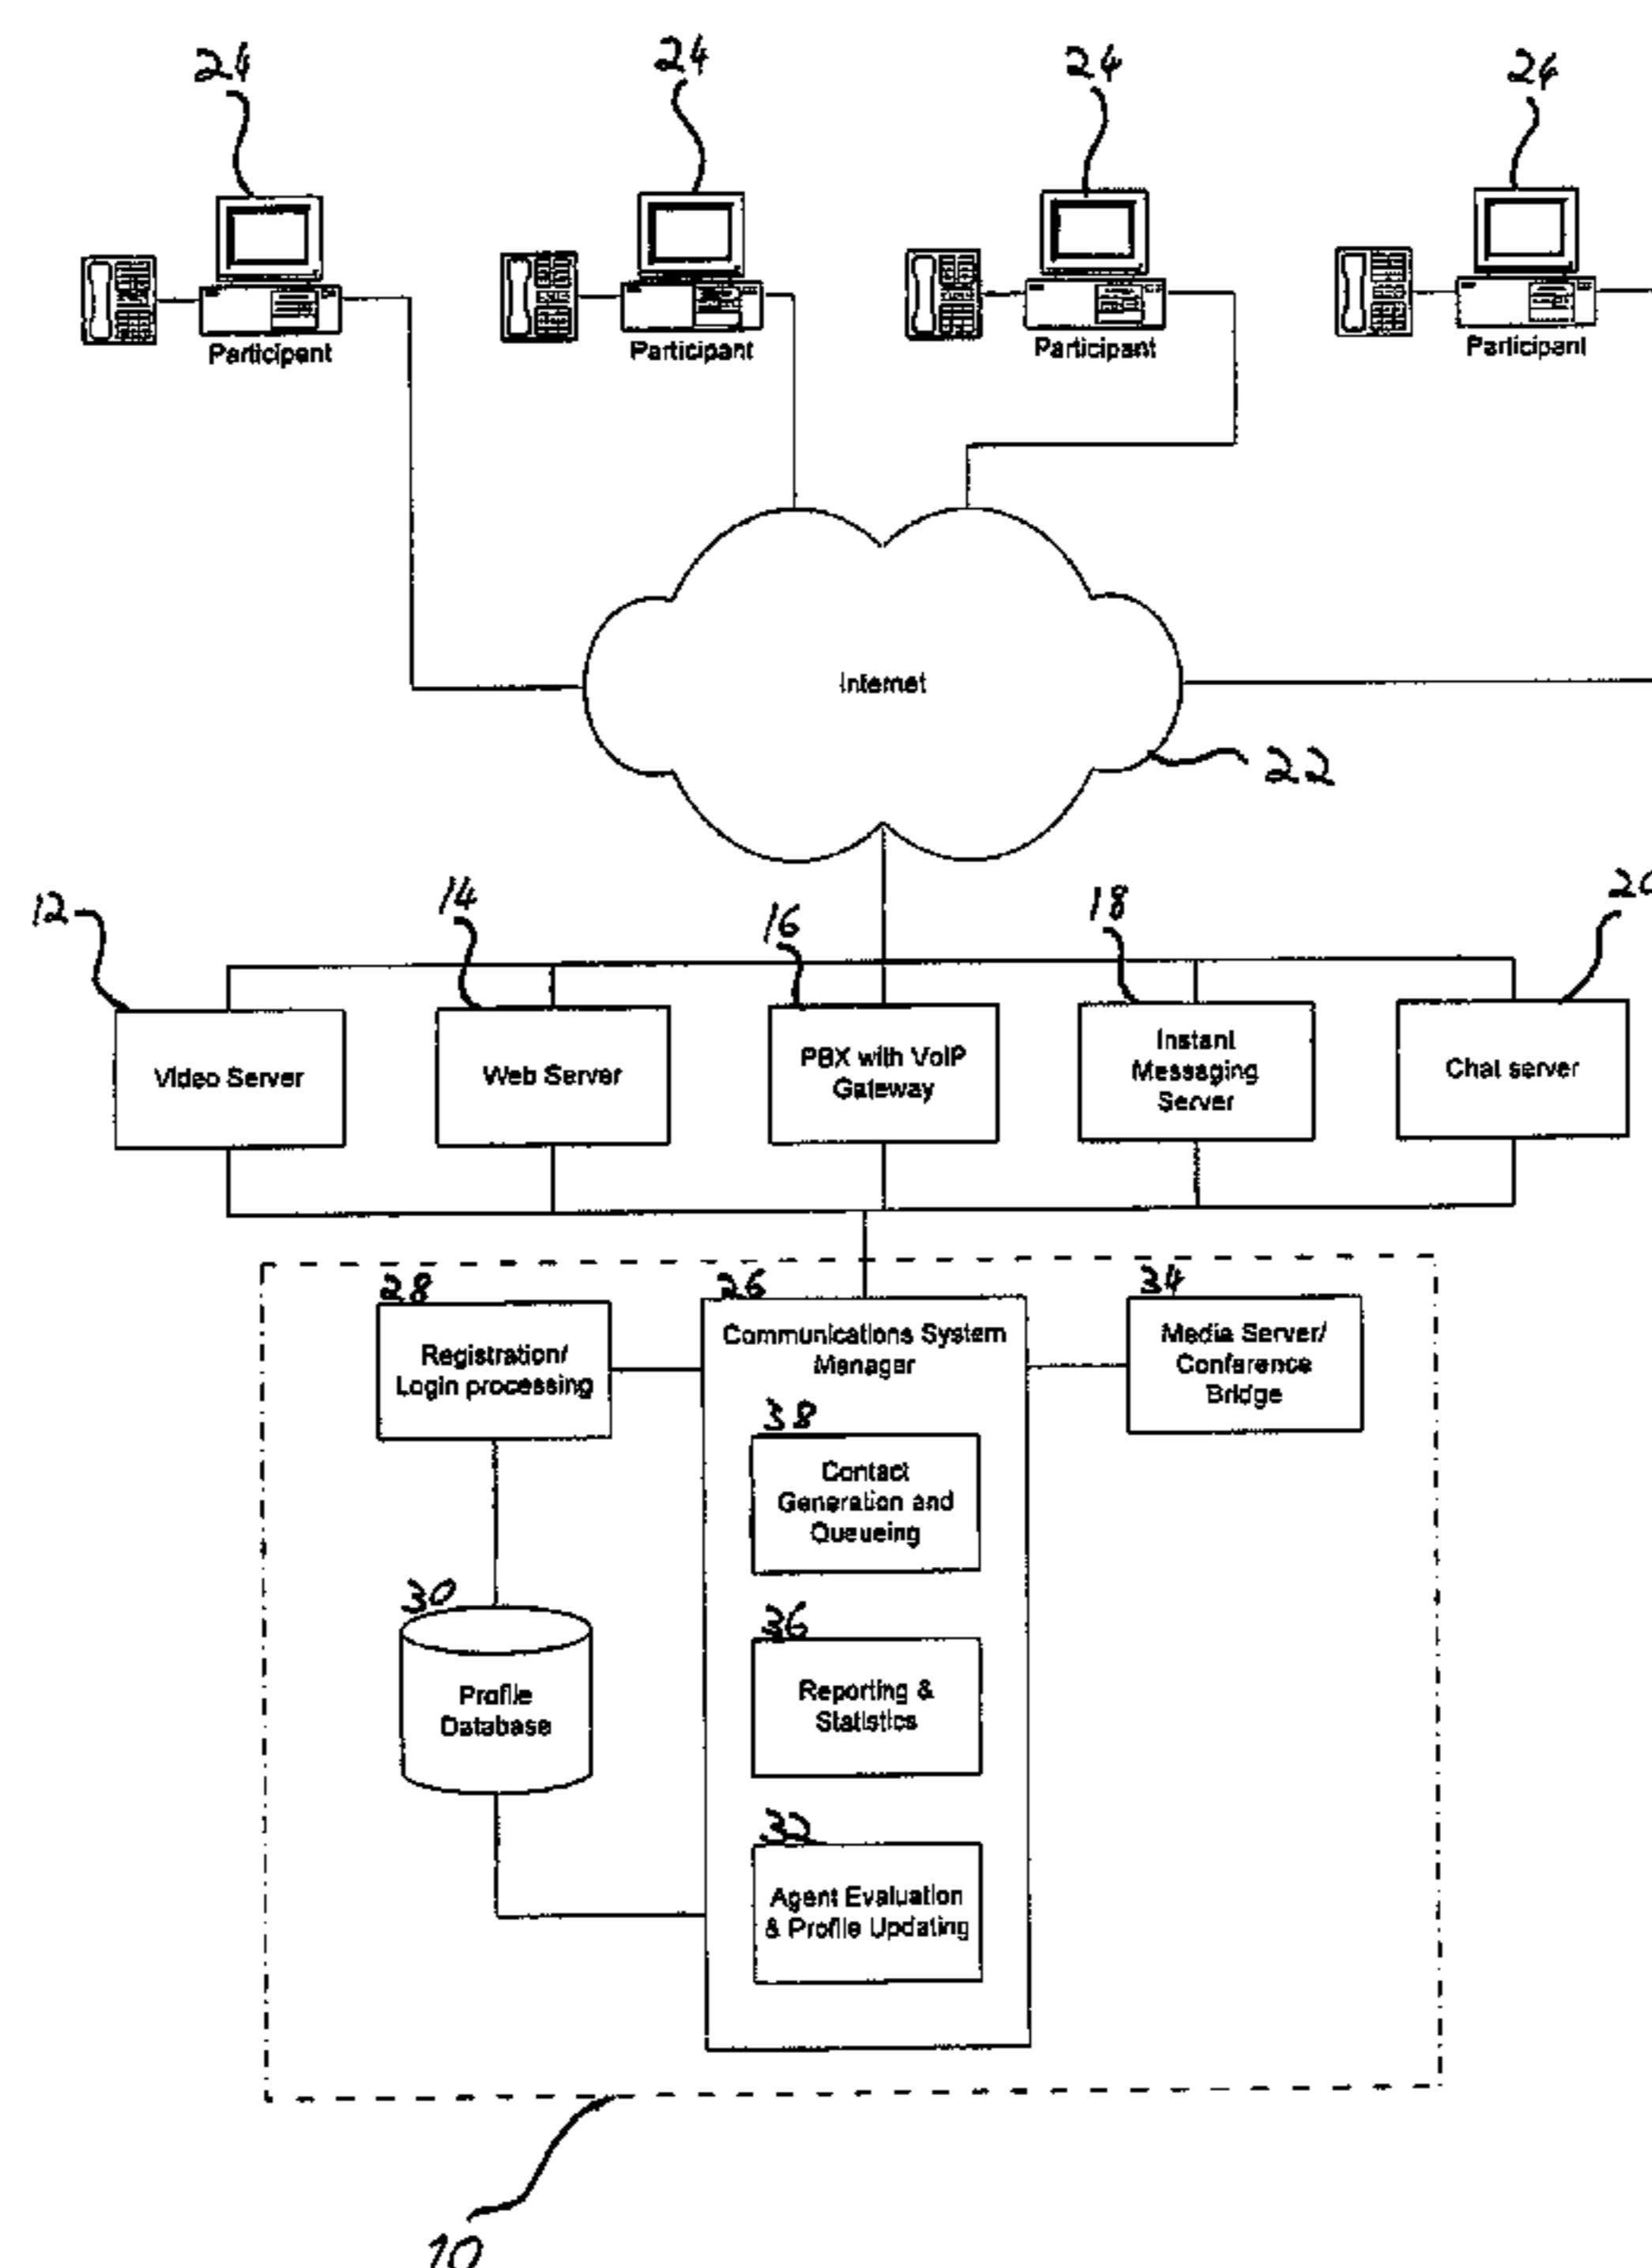 24 24 24 24
Participant Participant Participant Participant
Internet
22
12 14 16 18
Video Server
Web Server
PBX with VoIP
Gateway
Instant
Messaging
Server
Chat server
28 26 34
Registration/
Login processing
Communications System
Manager
Media Server/
Conference
Bridge
38
Contact
Generation and
Queueing
30
Profile
Database
36
Reporting &
Statistics
Agent Evaluation
& Profile Updating
10